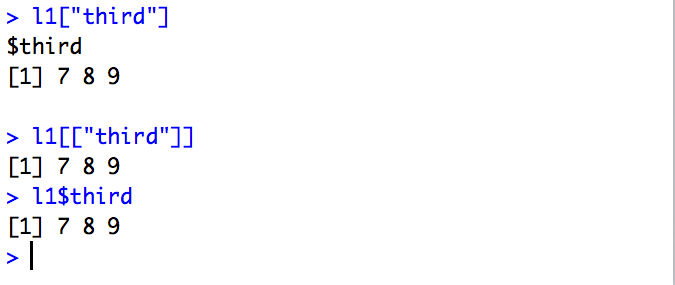 > l1["third"]
$third
[1] 7 8 9
> l1[["third"]]
[1] 7 8 9
> l1$third
[1] 7 8 9
>